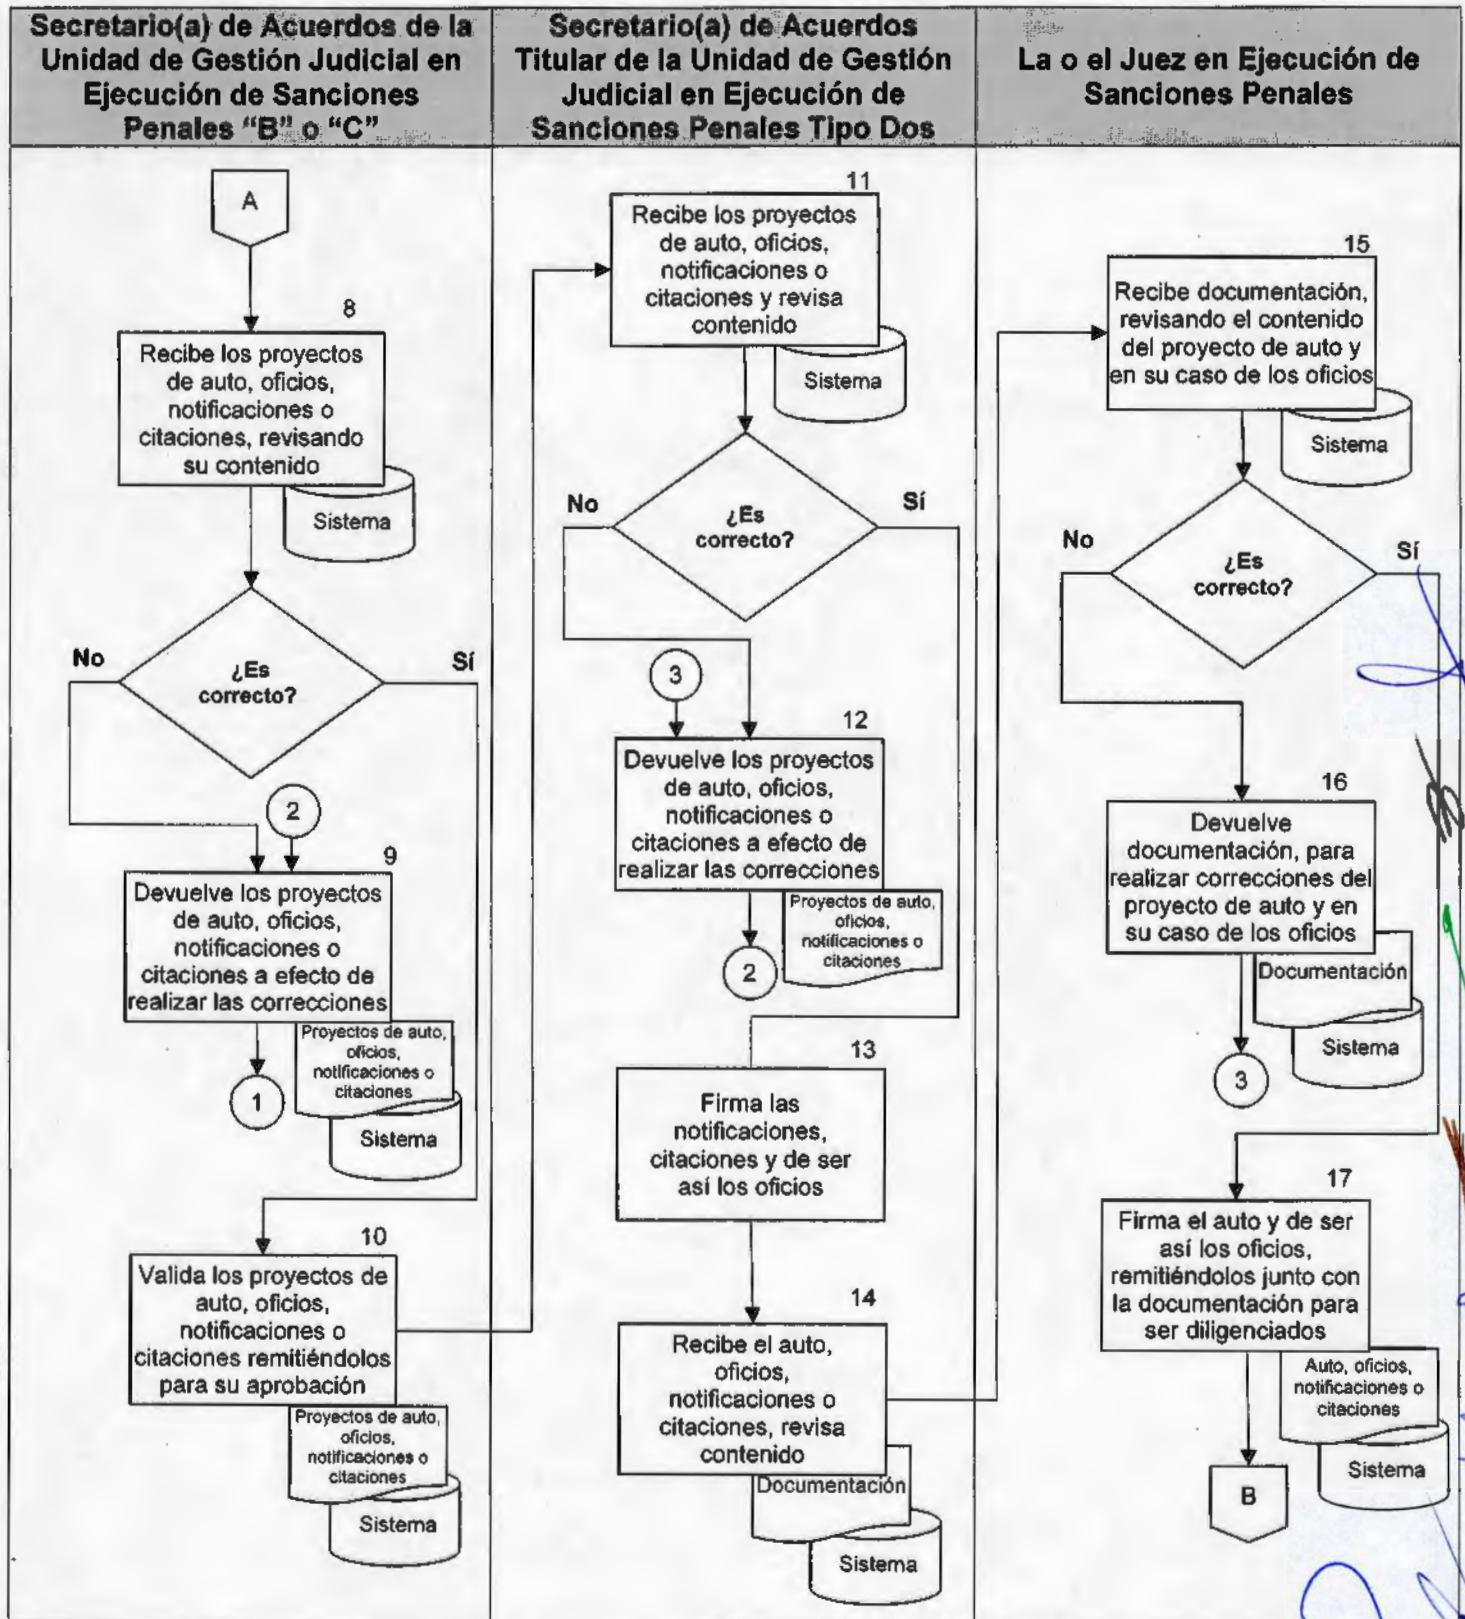 Secretario(a) de Acuerdos de la
Unidad de Gestión Judicial en
Ejecución de Sanciones
Penales “B” o “C”
Secretario(a) de Acuerdos
Titular de la Unidad de Gestión
Judicial en Ejecución de
Sanciones Penales Tipo Dos
La o el Juez en Ejecución de
Sanciones Penales
A
8
Recibe los proyectos
de auto, oficios,
notificaciones o
citaciones, revisando
su contenido
Sistema
¿Es
correcto?
No
Sí
2
9
Devuelve los proyectos
de auto, oficios,
notificaciones o
citaciones a efecto de
realizar las correcciones
Proyectos de auto,
oficios,
notificaciones o
citaciones
Sistema
1
10
Valida los proyectos de
auto, oficios,
notificaciones o
citaciones remitiéndolos
para su aprobación
Proyectos de auto,
oficios,
notificaciones o
citaciones
Sistema
11
Recibe los proyectos
de auto, oficios,
notificaciones o
citaciones y revisa
contenido
Sistema
No
¿Es
correcto?
Sí
3
12
Devuelve los proyectos
de auto, oficios,
notificaciones o
citaciones a efecto de
realizar las correcciones
Proyectos de auto,
oficios,
notificaciones o
citaciones
2
13
Firma las
notificaciones,
citaciones y de ser
así los oficios
14
Recibe el auto,
oficios,
notificaciones o
citaciones, revisa
contenido
Documentación
Sistema
15
Recibe documentación,
revisando el contenido
del proyecto de auto y
en su caso de los oficios
Sistema
No
¿Es
correcto?
Sí
16
Devuelve
documentación, para
realizar correcciones del
proyecto de auto y en
su caso de los oficios
Documentación
Sistema
3
17
Firma el auto y de ser
así los oficios,
remitiéndolos junto con
la documentación para
ser diligenciados
Auto, oficios,
notificaciones o
citaciones
Sistema
B